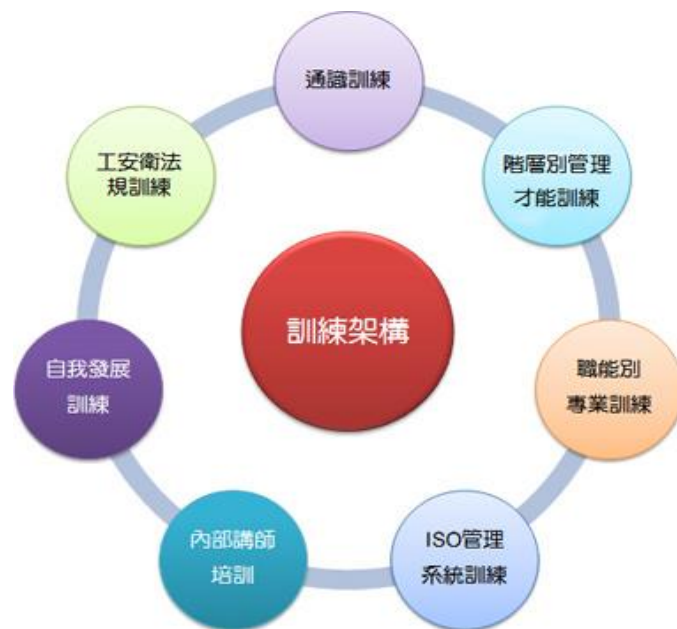 通識訓練
階層別管理
才能訓練
職能別
專業訓練
ISO管理
系統訓練
內部講師
培訓
自我發展
訓練
工安衛法
規訓練
訓練架構